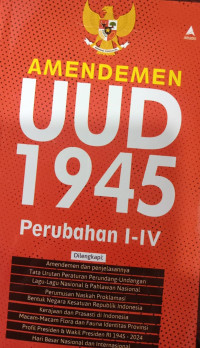 AMENDEMEN
UUD
1945
Perubahan I-IV
Dilengkapi:
Amendemen dan penjelasannya
Tata Urutan Peraturan Perundang-Undangan
Lagu-Lagu Nasional & Pahlawan Nasional
Perumusan Naskah Proklamasi
Bentuk Negara Kesatuan Republik Indonesia
Kerajaan dan Prasasti di Indonesia
Macam-Macam Flora dan Fauna Identitas Provinsi
Profil Presiden & Wakil Presiden RI 1945 - 2024
Hari Besar Nasional dan Internasional